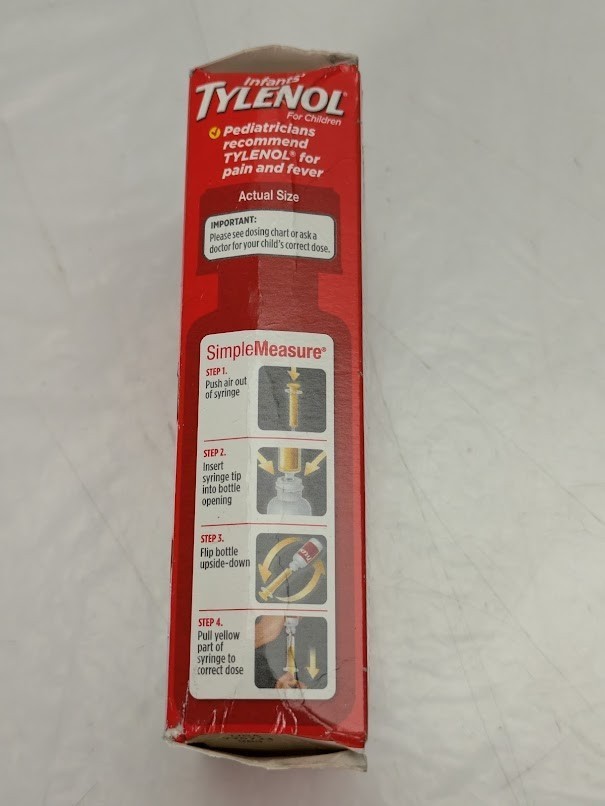 Infants'
TYLENOL®
For Children
Pediatricians
recommend
TYLENOL® for
pain and fever
Actual Size
IMPORTANT:
Please see dosing chart or ask a
doctor for your child's correct dose.
SimpleMeasure®
STEP 1.
Push air out
of syringe
STEP 2.
Insert
syringe tip
into bottle
opening
STEP 3.
Flip bottle
upside-down
STEP 4.
Pull yellow
part of
syringe to
correct dose